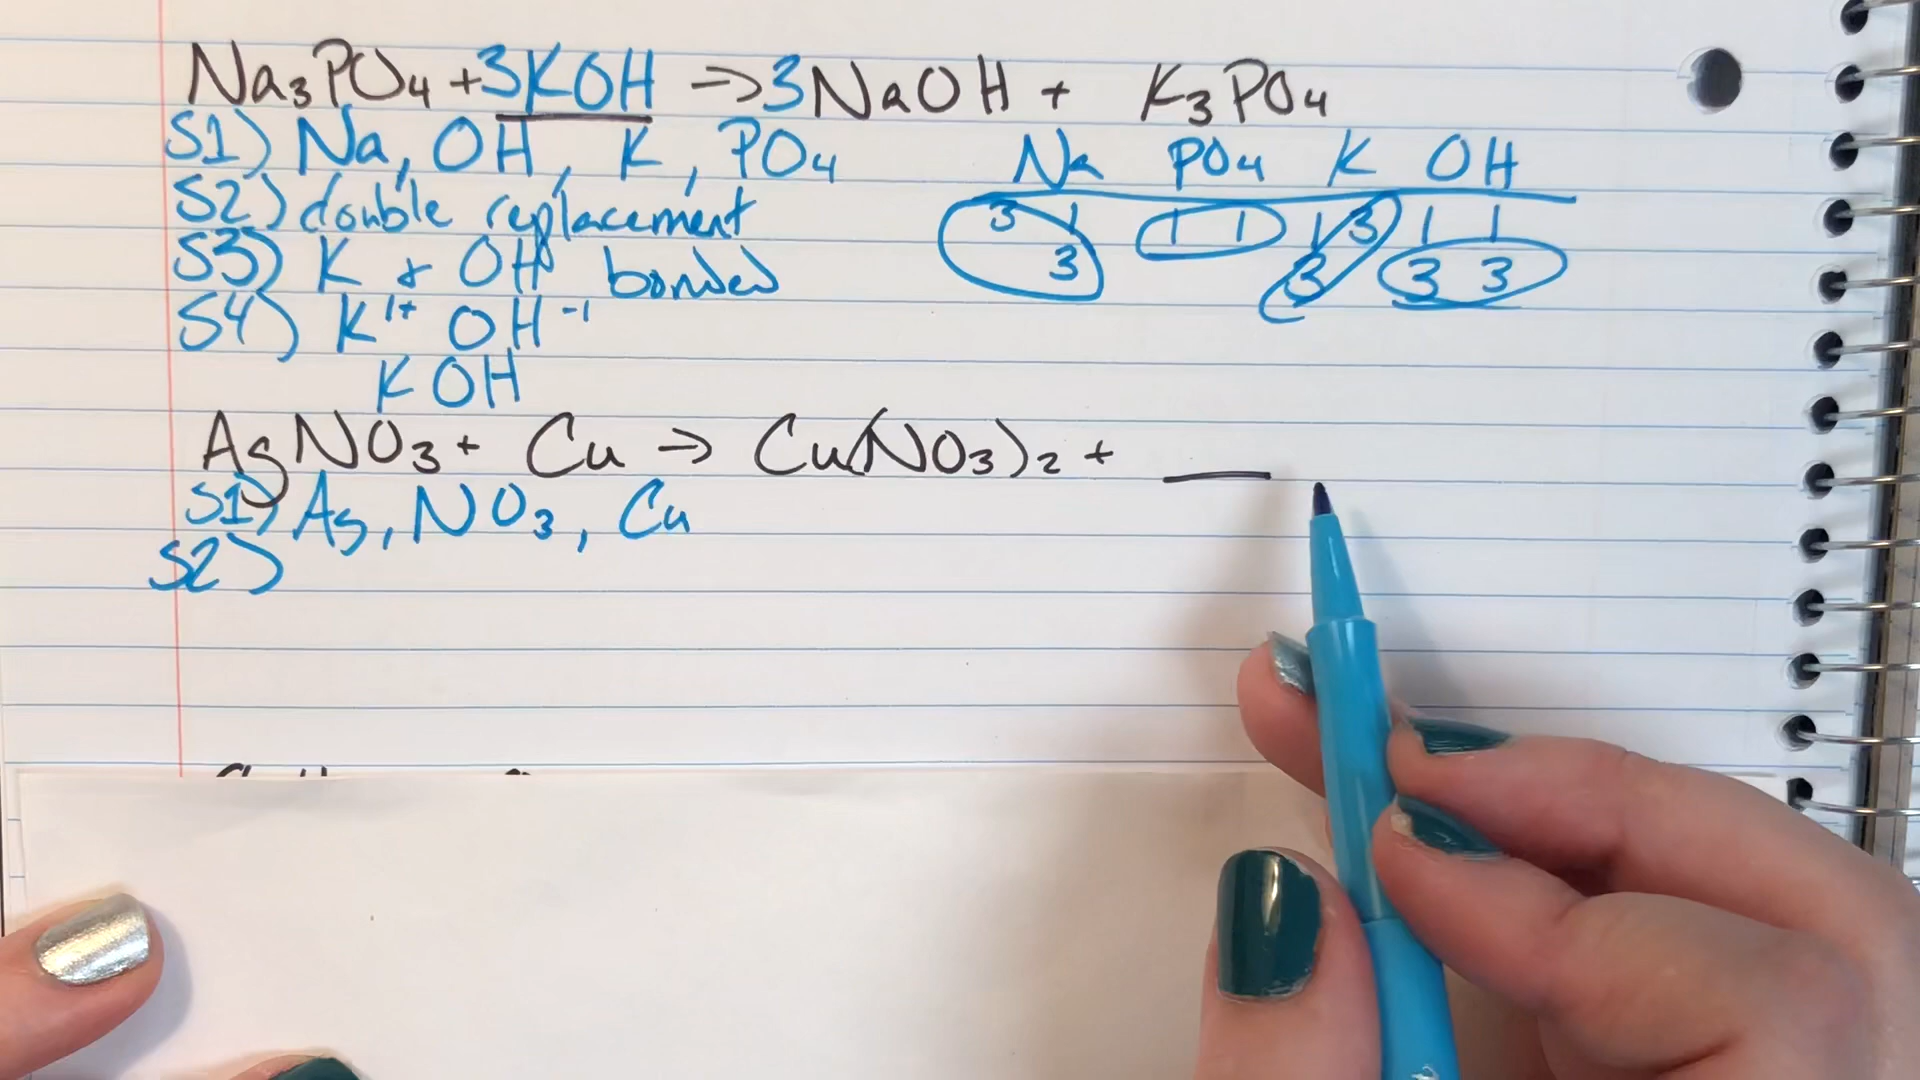 Na₃PO₄ + 3KOH → 3NaOH + K₃PO₄
S1) Na, OH, K, PO₄
Na PO₄ K OH
S2) double replacement
3 1 1 1 1 3 1 1
S3) K & OH bonded
3 3 3 3
S4) K¹⁺ OH⁻¹
KOH
AgNO₃ + Cu → Cu(NO₃)₂ + ___
S1) Ag, NO₃, Cu
S2)